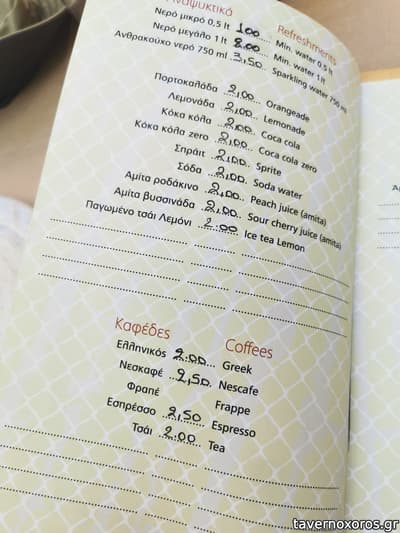 Αναψυκτικά Refreshments
Νερό μικρό 0,5 lt 100 Min. water 0.5 lt
Νερό μεγάλο 1 lt 8.00 Min. water 1 lt
Ανθρακούχο νερό 750 ml 3,50 Sparkling water 750 ml
Πορτοκαλάδα 2,00 Orangeade
Λεμονάδα 2,00 Lemonade
Κόκα κόλα 2,00 Coca cola
Κόκα κόλα zero 2,00 Coca cola zero
Σπράιτ 2,00 Sprite
Σόδα 2,00 Soda water
Αμίτα ροδάκινο 2,00 Peach juice (amita)
Αμίτα βυσσινάδα 2,00 Sour cherry juice (amita)
Παγωμένο τσάι Λεμόνι 2.00 Ice tea Lemon
Καφέδες Coffees
Ελληνικός 2.00 Greek
Νεσκαφέ 2,50 Nescafe
Φραπέ Frappe
Εσπρέσσο 2,50 Espresso
Τσάι 2.00 Tea
tavernoxoros.gr